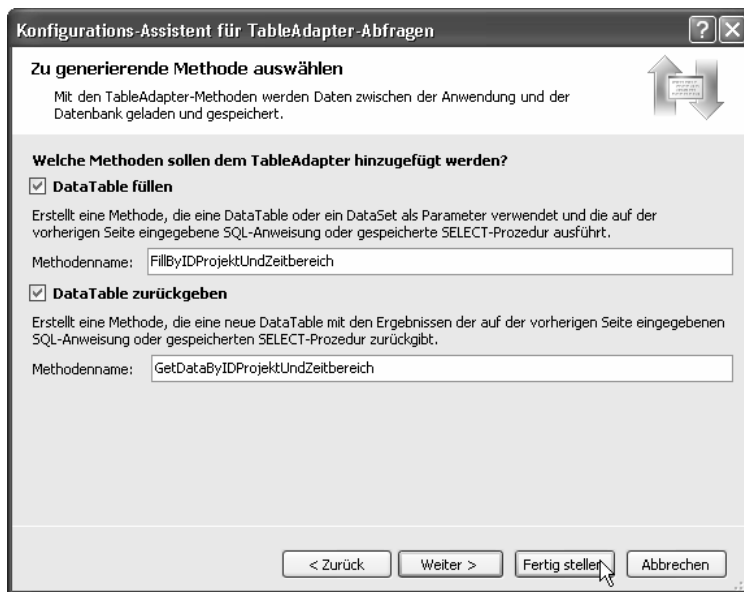 Konfigurations-Assistent für TableAdapter-Abfragen
Zu generierende Methode auswählen
Mit den TableAdapter-Methoden werden Daten zwischen der Anwendung und der
Datenbank geladen und gespeichert.
Welche Methoden sollen dem TableAdapter hinzugefügt werden?
DataTable füllen
Erstellt eine Methode, die eine DataTable oder ein DataSet als Parameter verwendet und die auf der
vorherigen Seite eingegebene SQL-Anweisung oder gespeicherte SELECT-Prozedur ausführt.
Methodenname: FillByIDProjektUndZeitbereich
DataTable zurückgeben
Erstellt eine Methode, die eine neue DataTable mit den Ergebnissen der auf der vorherigen Seite eingegebenen
SQL-Anweisung oder gespeicherten SELECT-Prozedur zurückgibt.
Methodenname: GetDataByIDProjektUndZeitbereich
< Zurück Weiter > Fertig stellen Abbrechen